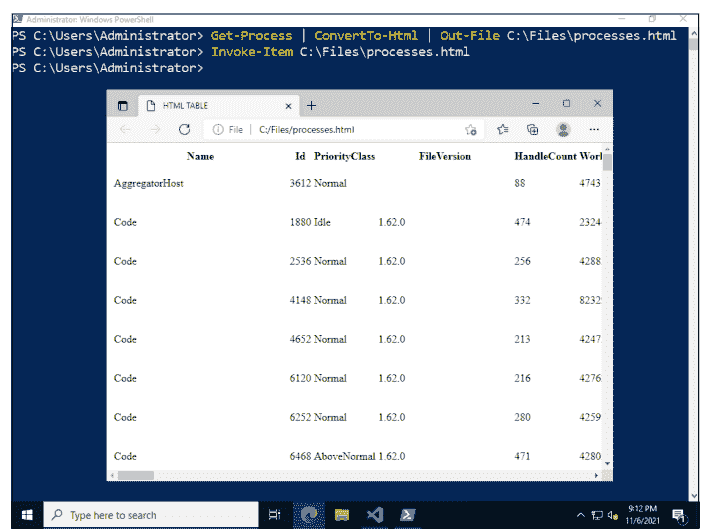 Administrator: Windows PowerShell
PS C:\Users\Administrator> Get-Process | ConvertTo-Html | Out-File C:\Files\processes.html
PS C:\Users\Administrator> Invoke-Item C:\Files\processes.html
PS C:\Users\Administrator>
HTML TABLE
File C:/Files/processes.html
Name Id PriorityClass FileVersion HandleCount Worl
AggregatorHost 3612 Normal 88 4743
Code 1880 Idle 1.62.0 474 2324
Code 2536 Normal 1.62.0 256 4288
Code 4148 Normal 1.62.0 332 8232
Code 4652 Normal 1.62.0 213 4247
Code 6120 Normal 1.62.0 216 4276
Code 6252 Normal 1.62.0 280 4259
Code 6468 AboveNormal 1.62.0 471 4280
Type here to search
9:12 PM
11/6/2021